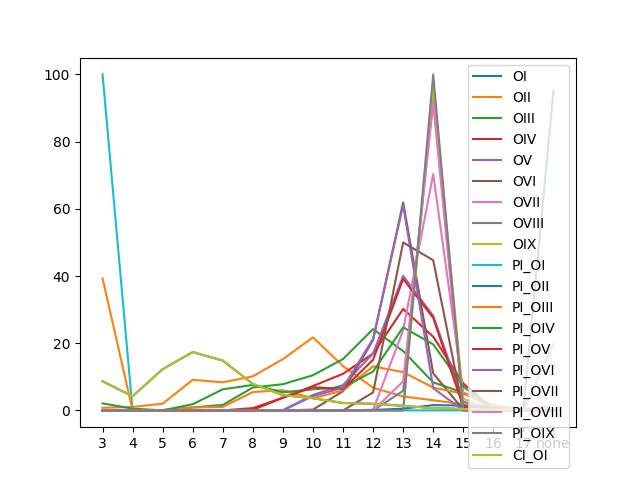 100
80
60
40
20
0
3 4 5 6 7 8 9 10 11 12 13 14 15 16 17 none
OI
OII
OIII
OIV
OV
OVI
OVII
OVIII
OIX
PI_OI
PI_OII
PI_OIII
PI_OIV
PI_OV
PI_OVI
PI_OVII
PI_OVIII
PI_OIX
CI_OI